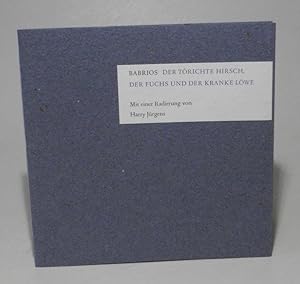 BABRIOS DER TÖRICHTE HIRSCH,
DER FUCHS UND DER KRANKE LÖWE
Mit einer Radierung von
Harry Jürgens